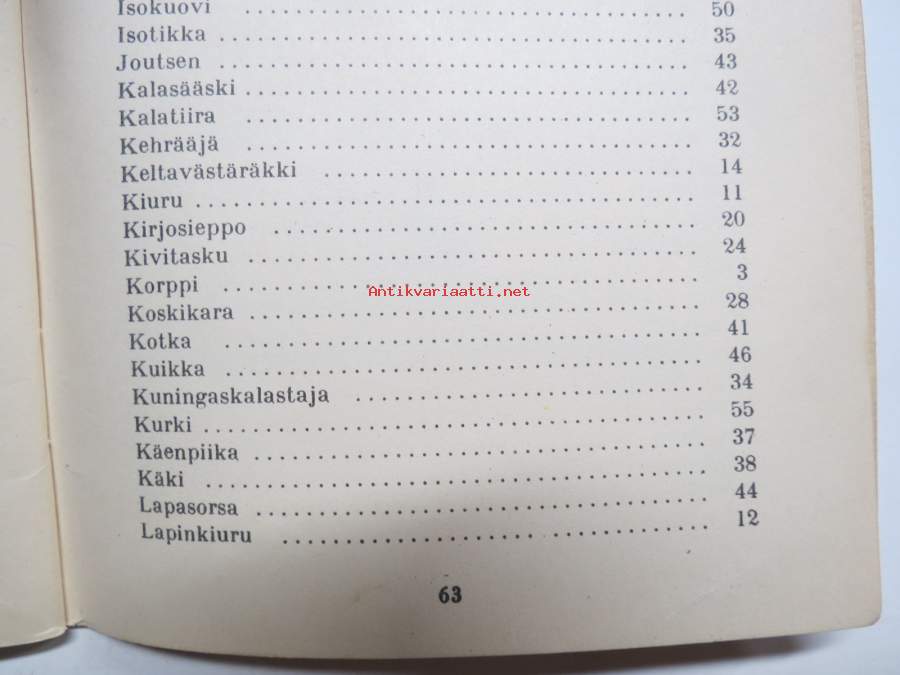 Isokuovi .......... 50
Isotikka .......... 35
Joutsen .......... 43
Kalasääski .......... 42
Kalatiira .......... 53
Kehrääjä .......... 32
Keltavästäräkki .......... 14
Kiuru .......... 11
Kirjosieppo .......... 20
Kivitasku .......... 24
Korppi .......... 3
Antikvariaatti.net
Koskikara .......... 28
Kotka .......... 41
Kuikka .......... 46
Kuningaskalastaja .......... 34
Kurki .......... 55
Käenpiika .......... 37
Käki .......... 38
Lapasorsa .......... 44
Lapinkiuru .......... 12
63